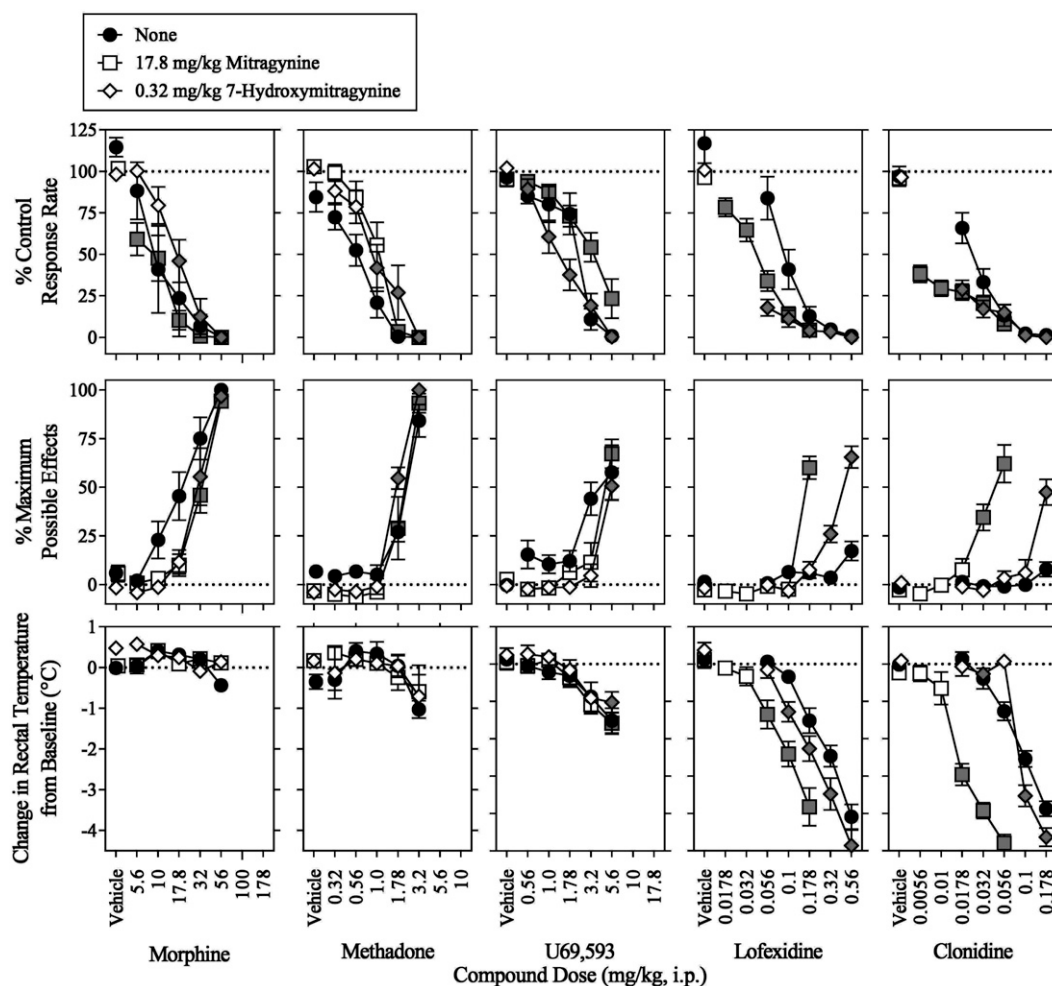 None
17.8 mg/kg Mitragynine
0.32 mg/kg 7-Hydroxymitragynine
% Control
Response Rate
125
100
75
50
25
0
% Maximum
Possible Effects
100
75
50
25
0
Change in Rectal Temperature
from Baseline (°C)
1
0
-1
-2
-3
-4
Vehicle
5.6
10
17.8
32
56
100
178
Vehicle
0.32
0.56
1.0
1.78
3.2
5.6
10
Vehicle
0.56
1.0
1.78
3.2
5.6
10
17.8
Vehicle
0.0178
0.032
0.056
0.1
0.178
0.32
0.56
Vehicle
0.0056
0.01
0.0178
0.032
0.056
0.1
0.178
Morphine
Methadone
U69,593
Lofexidine
Clonidine
Compound Dose (mg/kg, i.p.)